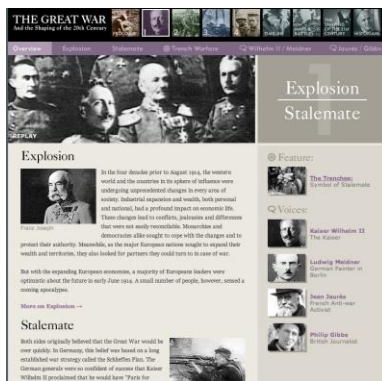 THE GREAT WAR
And the Shaping of the 20th Century
PROLOGUE
1
2
3
4
TIMELINE
MAPS &
BATTLES
HISTORIANS
Overview
Explosion
Stalemate
Trench Warfare
Wilhelm II / Meidner
Jaurès / Gibbs
REPLAY
1
Explosion
Stalemate
Explosion
Franz Joseph
In the four decades prior to August 1914, the western
world and the countries in its sphere of influence were
undergoing unprecedented changes in every area of
society. Industrial expansion and wealth, both personal
and national, had a profound impact on economic life.
These changes lead to conflicts, jealousies and differences
that were not easily reconcilable. Monarchies and
democracies alike sought to cope with the changes and to
protect their authority. Meanwhile, as the major European nations sought to expand their
wealth and territories, they also looked for partners they could turn to in case of war.
But with the expanding European economies, a majority of Europeans leaders were
optimistic about the future in early June 1914. A small number of people, however, sensed a
coming apocalypse.
More on Explosion →
Stalemate
Both sides originally believed that the Great War would be
over quickly. In Germany, this belief was based on a long
established war strategy called the Schlieffen Plan. The
German generals were so confident of success that Kaiser
Wilhelm II proclaimed that he would have "Paris for
Feature:
The Trenches:
Symbol of Stalemate
Voices:
Kaiser Wilhelm II
The Kaiser
Ludwig Meidner
German Painter in
Berlin
Jean Jaurès
French Anti-war
Activist
Philip Gibbs
British Journalist